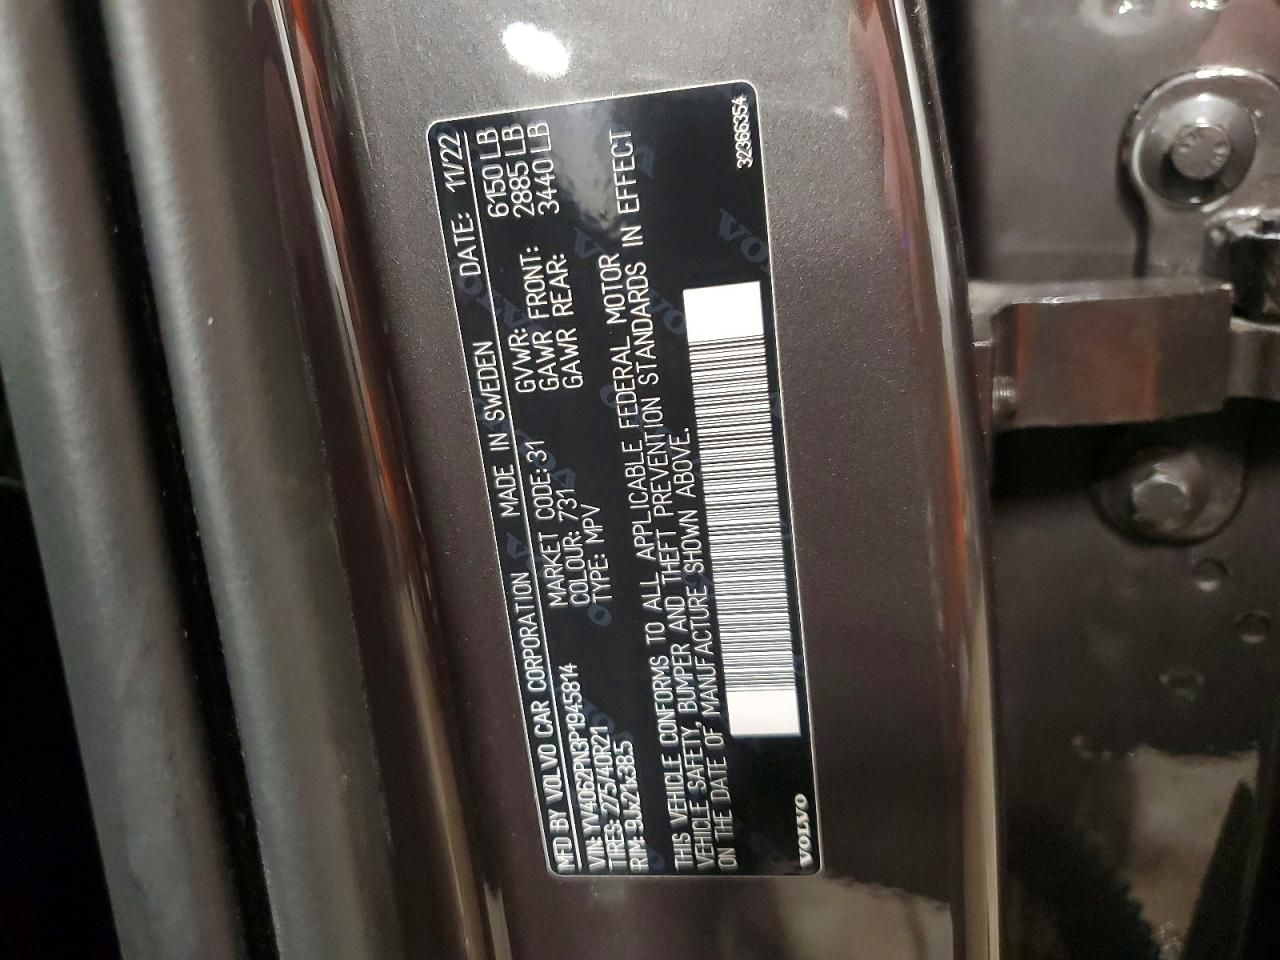 MFD BY VOLVO CAR CORPORATION MADE IN SWEDEN DATE: 11/22
VIN: YV4062PN3P1945814 MARKET CODE: 31 GVWR: 6150 LB
TIRES: 275/40R21 COLOUR: 731 GAWR FRONT: 2885 LB
RIM: 9Jx21x38.5 TYPE: MPV GAWR REAR: 3440 LB
THIS VEHICLE CONFORMS TO ALL APPLICABLE FEDERAL MOTOR
VEHICLE SAFETY, BUMPER AND THEFT PREVENTION STANDARDS IN EFFECT
ON THE DATE OF MANUFACTURE SHOWN ABOVE.
VOLVO 32366354